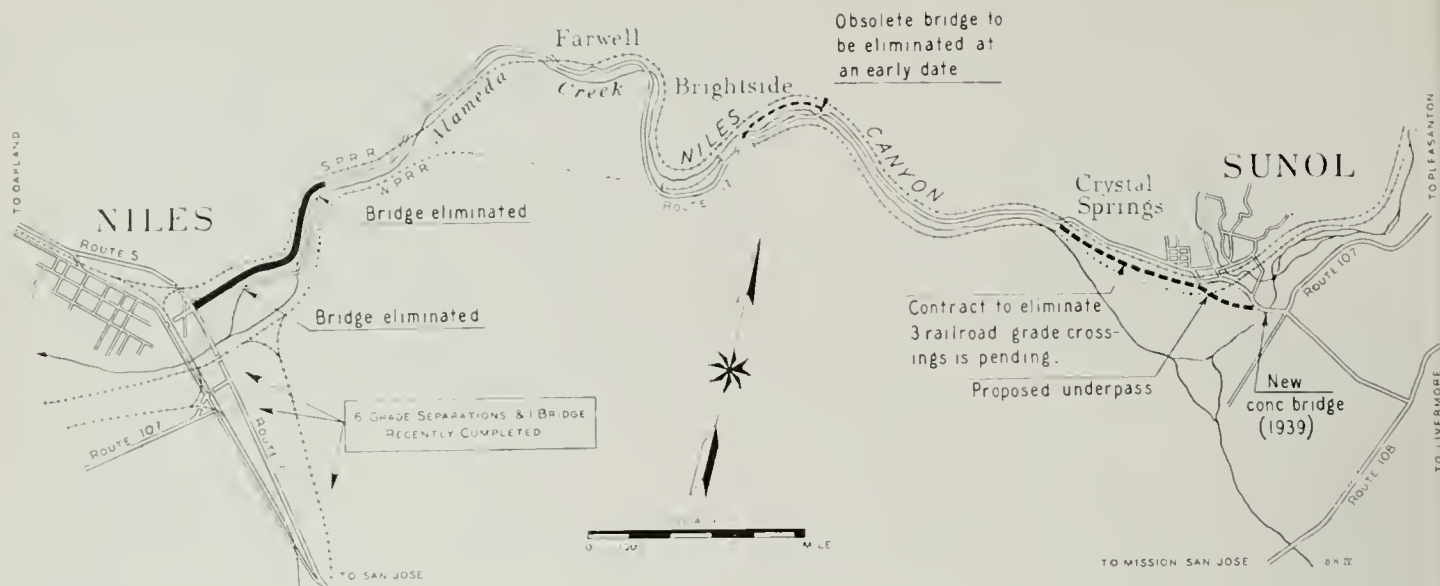 Obsolete bridge to
be eliminated at
an early date
Farwell
Creek
Brightside
Alameda
NILES
CANYON
ROUTE
S.P.R.R.
W.P.R.R.
Bridge eliminated
TO OAKLAND
NILES
ROUTE 5
Bridge eliminated
6 GRADE SEPARATIONS & 1 BRIDGE
RECENTLY COMPLETED
ROUTE 107
ROUTE
TO SAN JOSE
0
MILE
Crystal
Springs
SUNOL
TO PLEASANTON
ROUTE 107
Contract to eliminate
3 railroad grade cross-
ings is pending.
Proposed underpass
New
conc bridge
(1939)
TO LIVERMORE
ROUTE 108
TO MISSION SAN JOSE